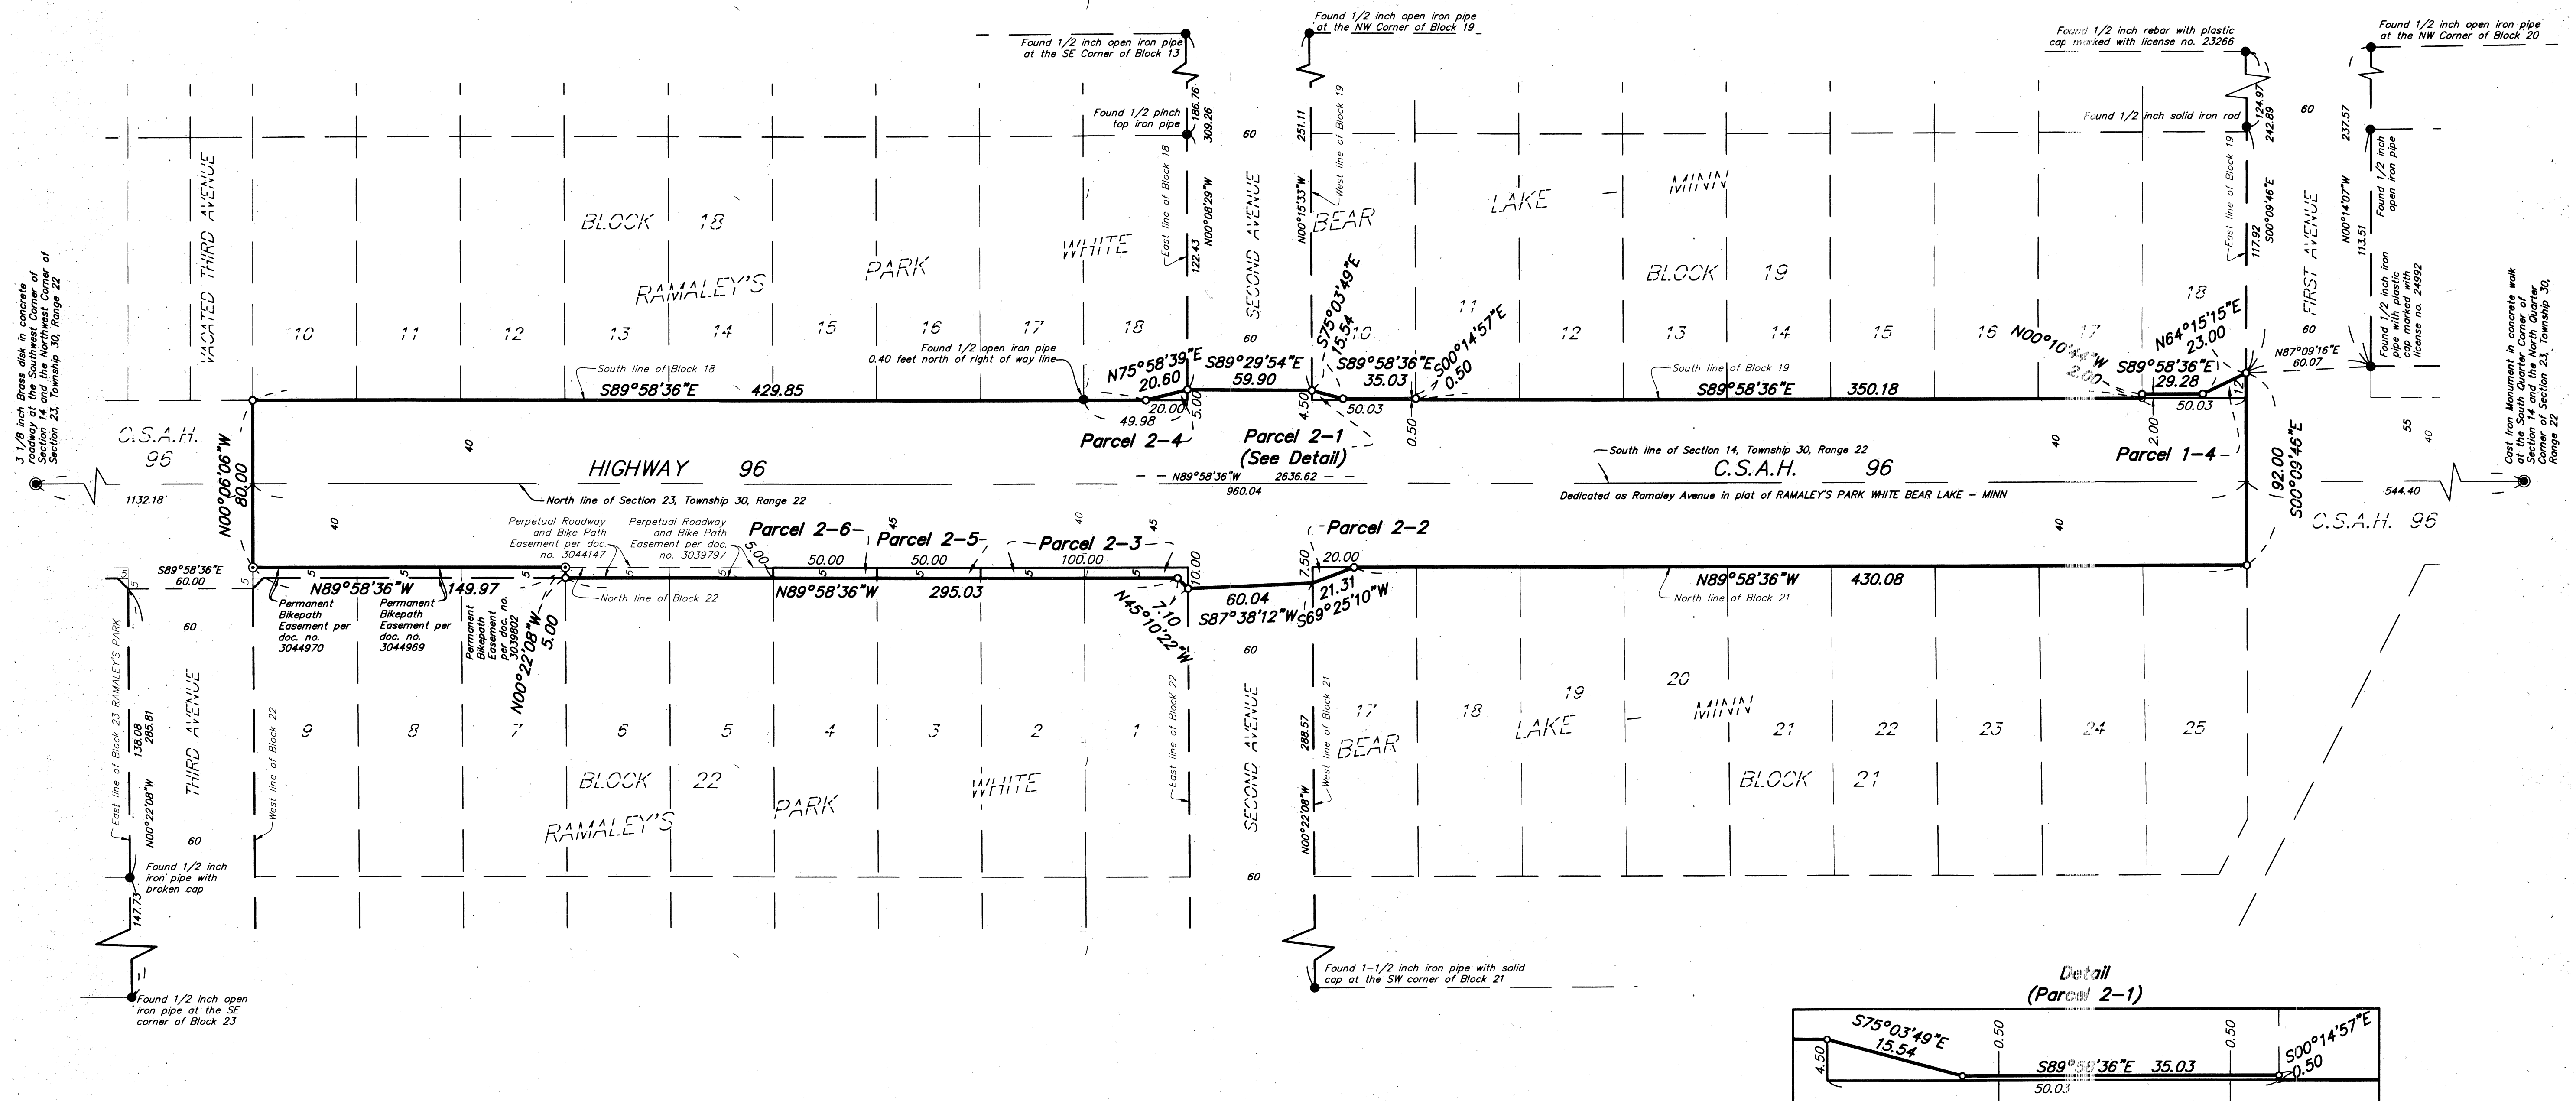 Found 1/2 inch open iron pipe
at the SE Corner of Block 13
Found 1/2 inch open iron pipe
at the NW Corner of Block 19
Found 1/2 inch rebar with plastic
cap marked with license no. 23266
Found 1/2 inch open iron pipe
at the NW Corner of Block 20
Found 1/2 pinch
top iron pipe
186.76
309.26
East line of Block 18
122.43
N00°08'29"W
60
SECOND AVENUE
60
251.11
N00°15'33"W
West line of Block 19
Found 1/2 inch solid iron rod
124.97
242.89
East line of Block 19
117.92
S00°09'46"E
60
FIRST AVENUE
60
237.57
N00°14'07"W
113.51
Found 1/2 inch
open iron pipe
Found 1/2 inch iron
pipe with plastic
cap marked with
license no. 24992
N87°09'16"E
60.07
VACATED THIRD AVENUE
BLOCK 18
RAMALEY'S PARK WHITE BEAR LAKE - MINN
BLOCK 19
10 11 12 13 14 15 16 17 18
10 11 12 13 14 15 16 17 18
3 1/8 inch Brass disk in concrete
roadway at the Southwest Corner of
Section 14 and the Northwest Corner of
Section 23, Township 30, Range 22
Cast Iron Monument in concrete walk
at the South Quarter Corner of
Section 14 and the North Quarter
Corner of Section 23, Township 30,
Range 22
Found 1/2 open iron pipe
0.40 feet north of right of way line
South line of Block 18
S89°58'36"E 429.85
N75°58'39"E
20.60
20.00
5.00
49.98
S89°29'54"E
59.90
S75°03'49"E
15.54
4.50
S89°58'36"E
35.03
50.03
S00°14'57"E
0.50
0.50
South line of Block 19
S89°58'36"E 350.18
N00°10'44"W
2.00
S89°58'36"E
29.28
N64°15'15"E
23.00
50.03
12
2.00
Parcel 2-4
Parcel 2-1
(See Detail)
Parcel 1-4
C.S.A.H.
96
N00°06'06"W
80.00
1132.18
40
HIGHWAY 96
N89°58'36"W 2636.62
960.04
North line of Section 23, Township 30, Range 22
South line of Section 14, Township 30, Range 22
C.S.A.H. 96
Dedicated as Ramaley Avenue in plat of RAMALEY'S PARK WHITE BEAR LAKE - MINN
40
92.00
S00°09'46"E
55
40
544.40
C.S.A.H. 96
40
40
Perpetual Roadway
and Bike Path
Easement per doc.
no. 3044147
Perpetual Roadway
and Bike Path
Easement per doc.
no. 3039797
Parcel 2-6
45
Parcel 2-5
40
Parcel 2-3
45
Parcel 2-2
5.00
50.00
50.00
100.00
10.00
7.50
20.00
S89°58'36"E
60.00
5 5 5 5 5 5 5 5 5 5 5
N89°58'36"W 149.97
North line of Block 22
N89°58'36"W 295.03
7.10
N45°10'22"W
60.04
S87°38'12"W
21.31
S69°25'10"W
N89°58'36"W 430.08
North line of Block 21
Permanent
Bikepath
Easement per
doc. no.
3044970
Permanent
Bikepath
Easement per
doc. no.
3044969
Permanent
Bikepath
Easement
per doc. no.
3039802
N00°22'08"W
5.00
60
THIRD AVENUE
60
East line of Block 23 RAMALEY'S PARK
138.08
285.81
N00°22'08"W
West line of Block 22
9 8 7 6 5 4 3 2 1
BLOCK 22
RAMALEY'S PARK WHITE BEAR LAKE - MINN
East line of Block 22
60
SECOND AVENUE
60
288.57
N00°22'08"W
West line of Block 21
17 18 19 20 21 22 23 24 25
BLOCK 21
Found 1/2 inch
iron pipe with
broken cap
147.73
Found 1/2 inch open
iron pipe at the SE
corner of Block 23
Found 1-1/2 inch iron pipe with solid
cap at the SW corner of Block 21
Detail
(Parcel 2-1)
4.50
S75°03'49"E
15.54
0.50
S89°58'36"E 35.03
50.03
0.50
S00°14'57"E
0.50